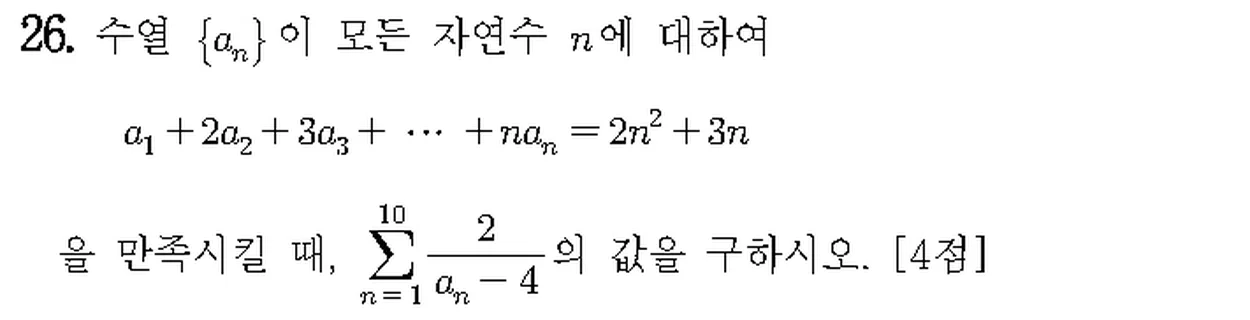 26. 수열 {aₙ}이 모든 자연수 n에 대하여
a₁ + 2a₂ + 3a₃ + ⋯ + naₙ = 2n² + 3n
을 만족시킬 때, ∑_{n=1}^{10} 2/(aₙ − 4) 의 값을 구하시오. [4점]